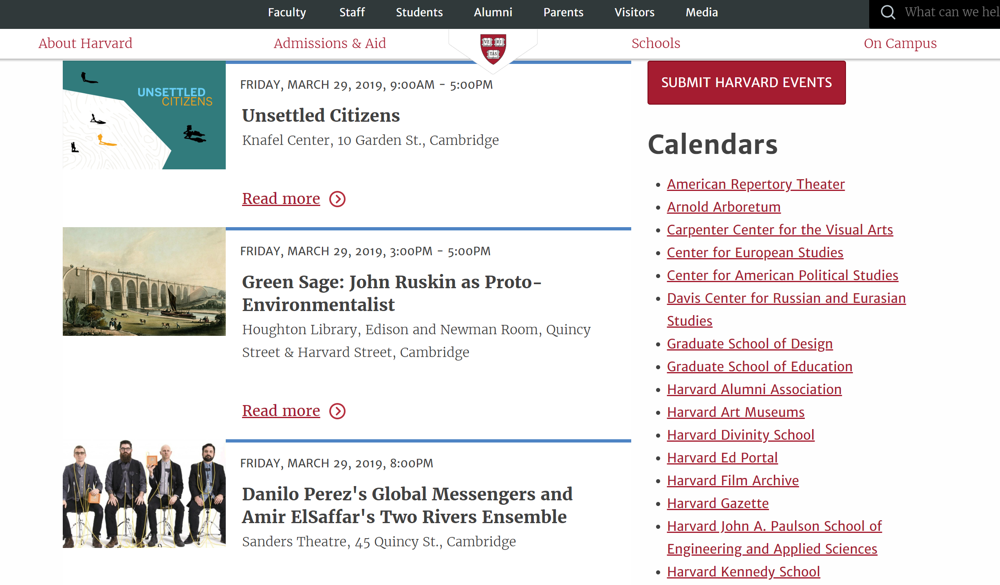 Faculty Staff Students Alumni Parents Visitors Media
What can we hel
About Harvard Admissions & Aid Schools On Campus
VE RI
TAS
UNSETTLED
CITIZENS
FRIDAY, MARCH 29, 2019, 9:00AM - 5:00PM
Unsettled Citizens
Knafel Center, 10 Garden St., Cambridge
Read more
FRIDAY, MARCH 29, 2019, 3:00PM - 5:00PM
Green Sage: John Ruskin as Proto-
Environmentalist
Houghton Library, Edison and Newman Room, Quincy
Street & Harvard Street, Cambridge
Read more
FRIDAY, MARCH 29, 2019, 8:00PM
Danilo Perez's Global Messengers and
Amir ElSaffar's Two Rivers Ensemble
Sanders Theatre, 45 Quincy St., Cambridge
SUBMIT HARVARD EVENTS
Calendars
American Repertory Theater
Arnold Arboretum
Carpenter Center for the Visual Arts
Center for European Studies
Center for American Political Studies
Davis Center for Russian and Eurasian
Studies
Graduate School of Design
Graduate School of Education
Harvard Alumni Association
Harvard Art Museums
Harvard Divinity School
Harvard Ed Portal
Harvard Film Archive
Harvard Gazette
Harvard John A. Paulson School of
Engineering and Applied Sciences
Harvard Kennedy School